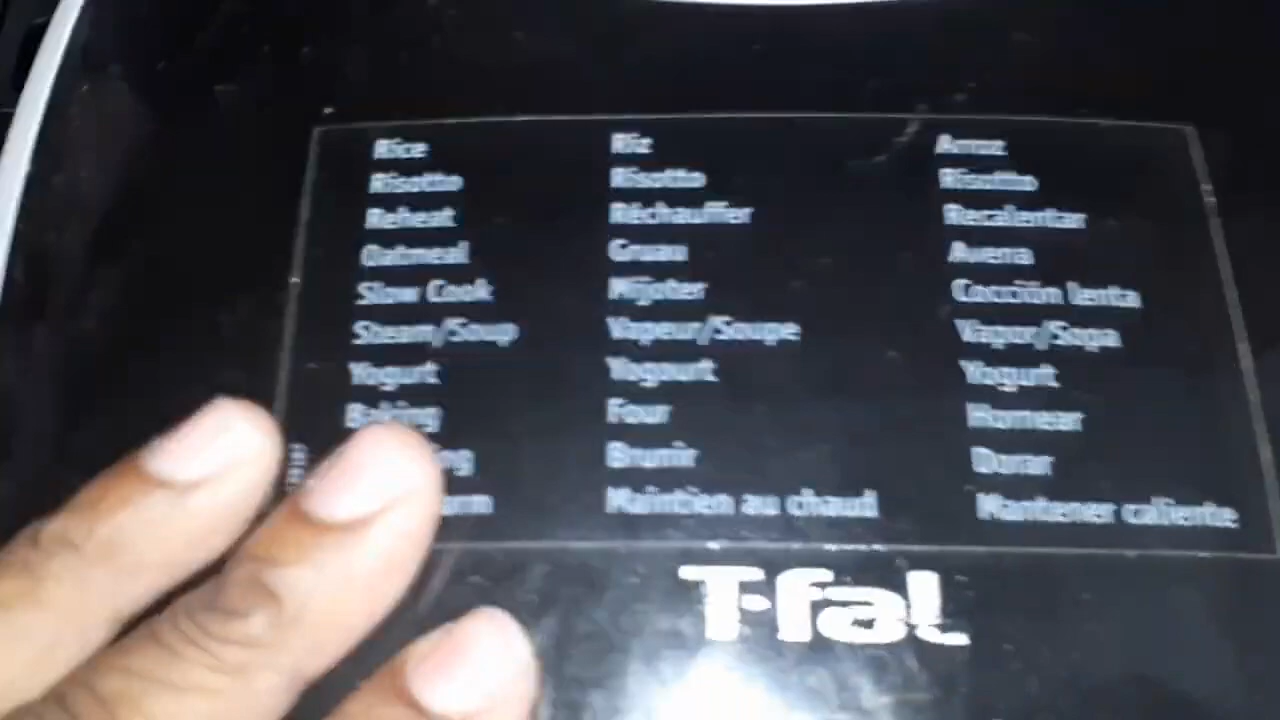 Rice Riz Arroz
Risotto Risotto Risotto
Reheat Réchauffer Recalentar
Oatmeal Gruau Avena
Slow Cook Mijoter Cocción lenta
Steam/Soup Vapeur/Soupe Vapor/Sopa
Yogurt Yogourt Yogurt
Baking Four Hornear
Brunir Dorar
Maintien au chaud Mantener caliente
T-fal